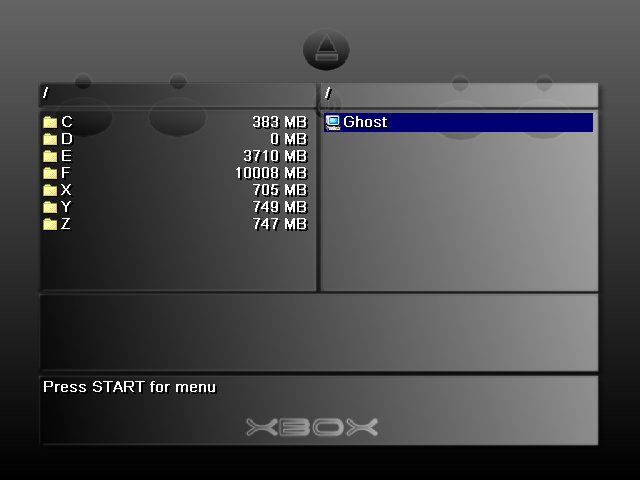 /
/
C 383 MB
D 0 MB
E 3710 MB
F 10008 MB
X 705 MB
Y 749 MB
Z 747 MB
Ghost
Press START for menu
XBOX